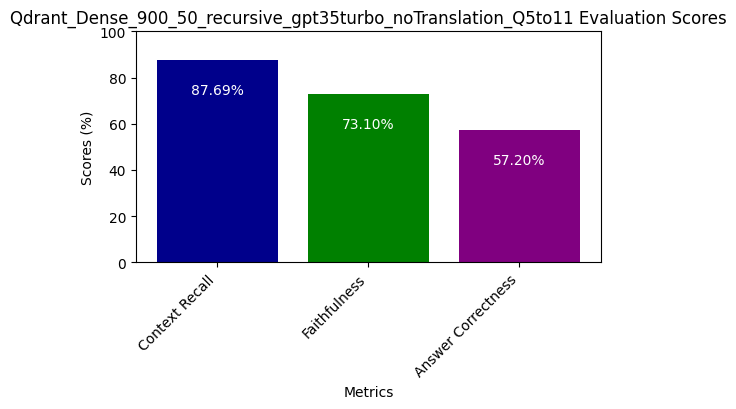 Qdrant_Dense_900_50_recursive_gpt35turbo_noTranslation_Q5to11 Evaluation Scores
100
80
60
40
20
0
Scores (%)
87.69%
73.10%
57.20%
Context Recall
Faithfulness
Answer Correctness
Metrics